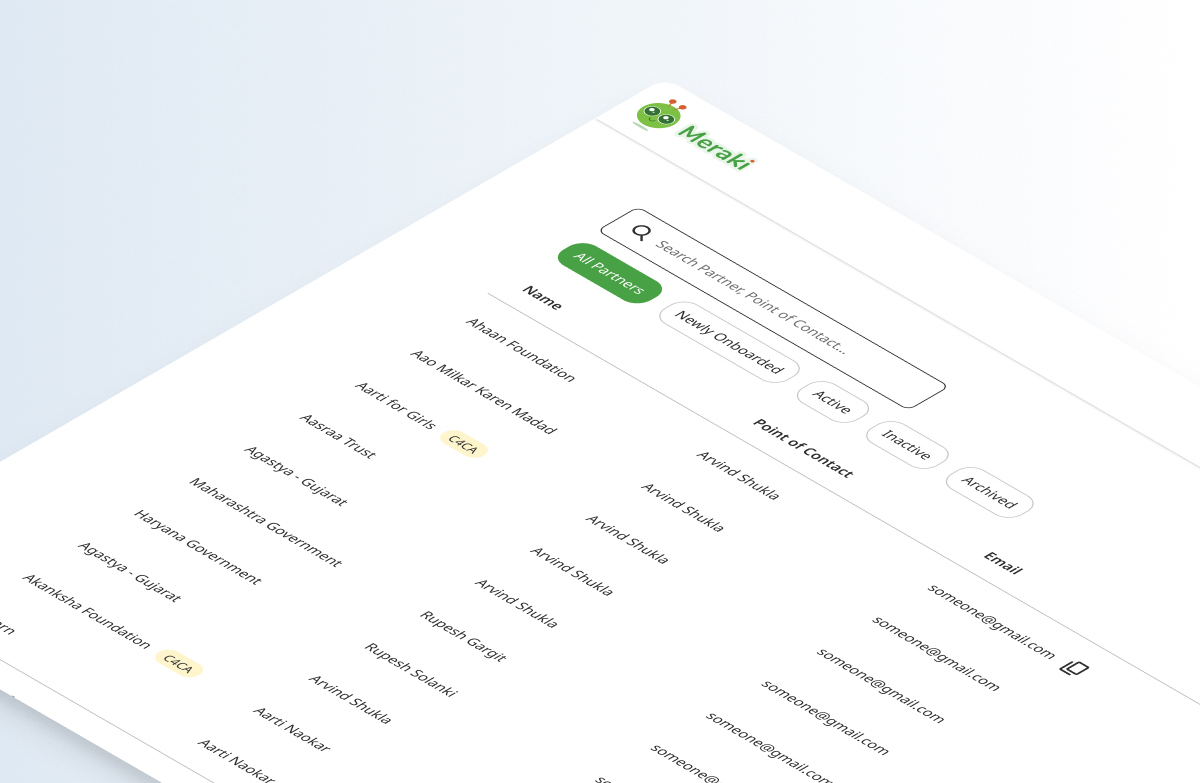 Meraki
Search Partner, Point of Contact...
All Partners
Newly Onboarded
Active
Inactive
Archived
Name Point of Contact Email
Ahaan Foundation Arvind Shukla someone@gmail.com
Aao Milkar Karen Madad Arvind Shukla someone@gmail.com
Aarti for Girls C4CA Arvind Shukla someone@gmail.com
Aasraa Trust Arvind Shukla someone@gmail.com
Agastya - Gujarat Arvind Shukla someone@gmail.com
Maharashtra Government Rupesh Gargit someone@
Haryana Government Rupesh Solanki
Agastya - Gujarat Arvind Shukla
Akanksha Foundation C4CA Aarti Naokar
Aarti Naokar